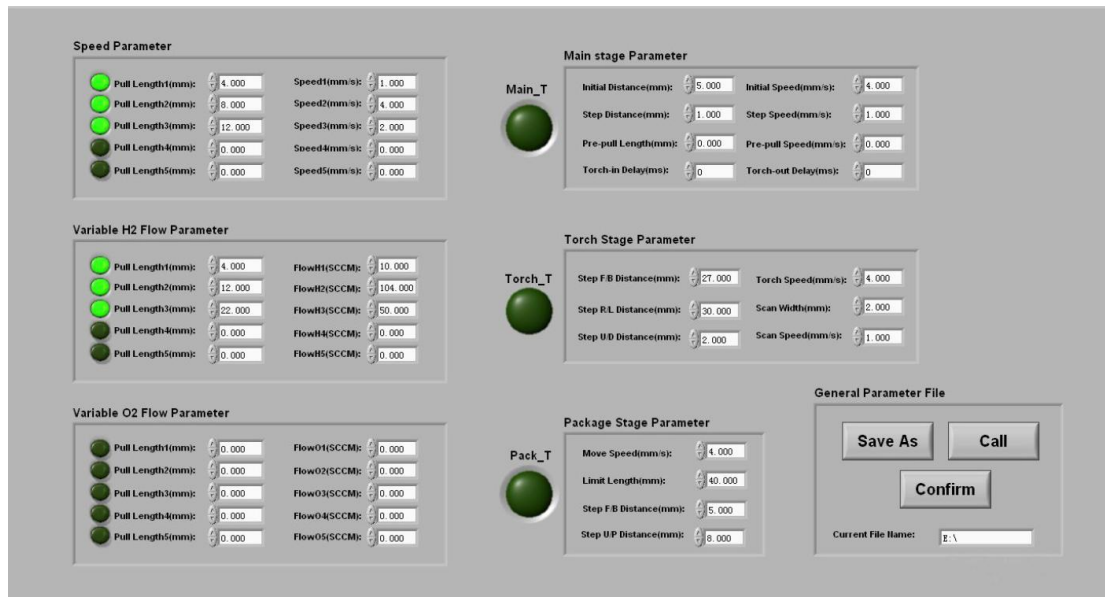 Speed Parameter
Pull Length1(mm): 4.000 Speed1(mm/s): 1.000
Pull Length2(mm): 8.000 Speed2(mm/s): 4.000
Pull Length3(mm): 12.000 Speed3(mm/s): 2.000
Pull Length4(mm): 0.000 Speed4(mm/s): 0.000
Pull Length5(mm): 0.000 Speed5(mm/s): 0.000
Variable H2 Flow Parameter
Pull Length1(mm): 4.000 FlowH1(SCCM): 10.000
Pull Length2(mm): 12.000 FlowH2(SCCM): 104.000
Pull Length3(mm): 22.000 FlowH3(SCCM): 50.000
Pull Length4(mm): 0.000 FlowH4(SCCM): 0.000
Pull Length5(mm): 0.000 FlowH5(SCCM): 0.000
Variable O2 Flow Parameter
Pull Length1(mm): 0.000 FlowO1(SCCM): 0.000
Pull Length2(mm): 0.000 FlowO2(SCCM): 0.000
Pull Length3(mm): 0.000 FlowO3(SCCM): 0.000
Pull Length4(mm): 0.000 FlowO4(SCCM): 0.000
Pull Length5(mm): 0.000 FlowO5(SCCM): 0.000
Main_T
Main stage Parameter
Initial Distance(mm): 5.000 Initial Speed(mm/s): 4.000
Step Distance(mm): 1.000 Step Speed(mm/s): 1.000
Pre-pull Length(mm): 0.000 Pre-pull Speed(mm/s): 0.000
Torch-in Delay(ms): 0 Torch-out Delay(ms): 0
Torch_T
Torch Stage Parameter
Step F/B Distance(mm): 27.000 Torch Speed(mm/s): 4.000
Step R/L Distance(mm): 30.000 Scan Width(mm): 2.000
Step U/D Distance(mm): 2.000 Scan Speed(mm/s): 1.000
Pack_T
Package Stage Parameter
Move Speed(mm/s): 4.000
Limit Length(mm): 40.000
Step F/B Distance(mm): 5.000
Step U/P Distance(mm): 8.000
General Parameter File
Save As Call
Confirm
Current File Name: E:\